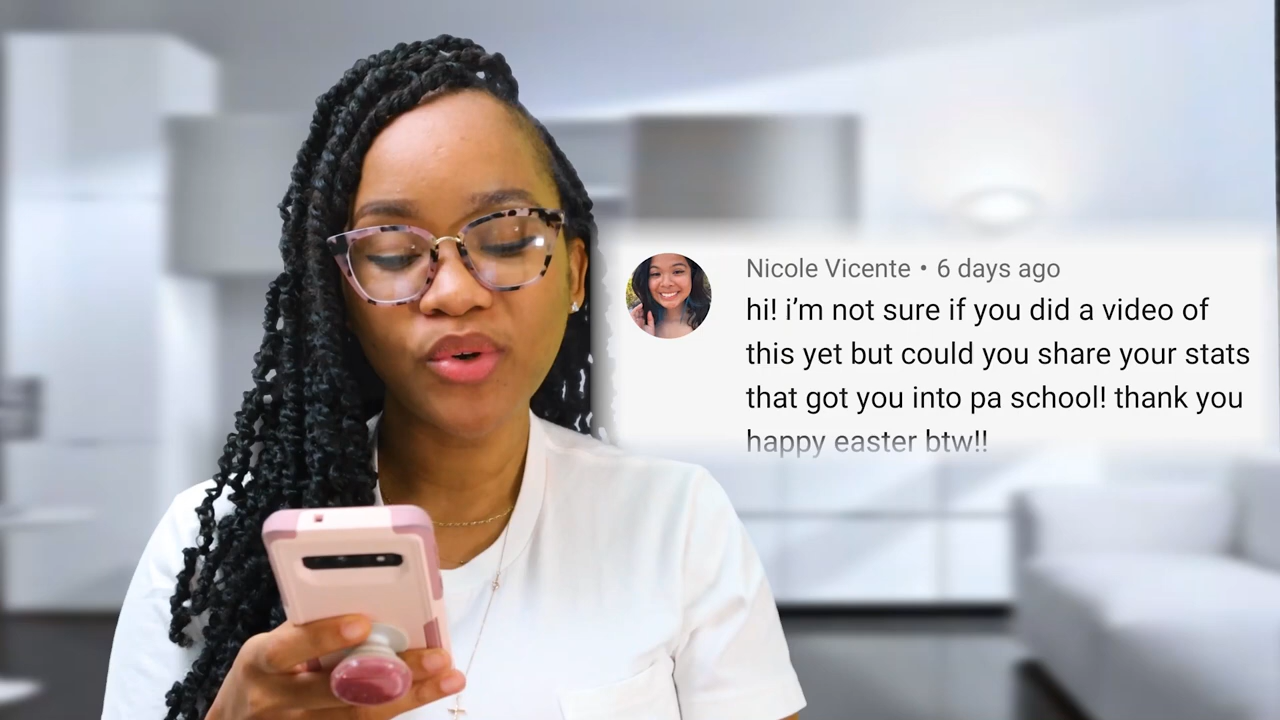 Nicole Vicente • 6 days ago
hi! i’m not sure if you did a video of
this yet but could you share your stats
that got you into pa school! thank you
happy easter btw!!